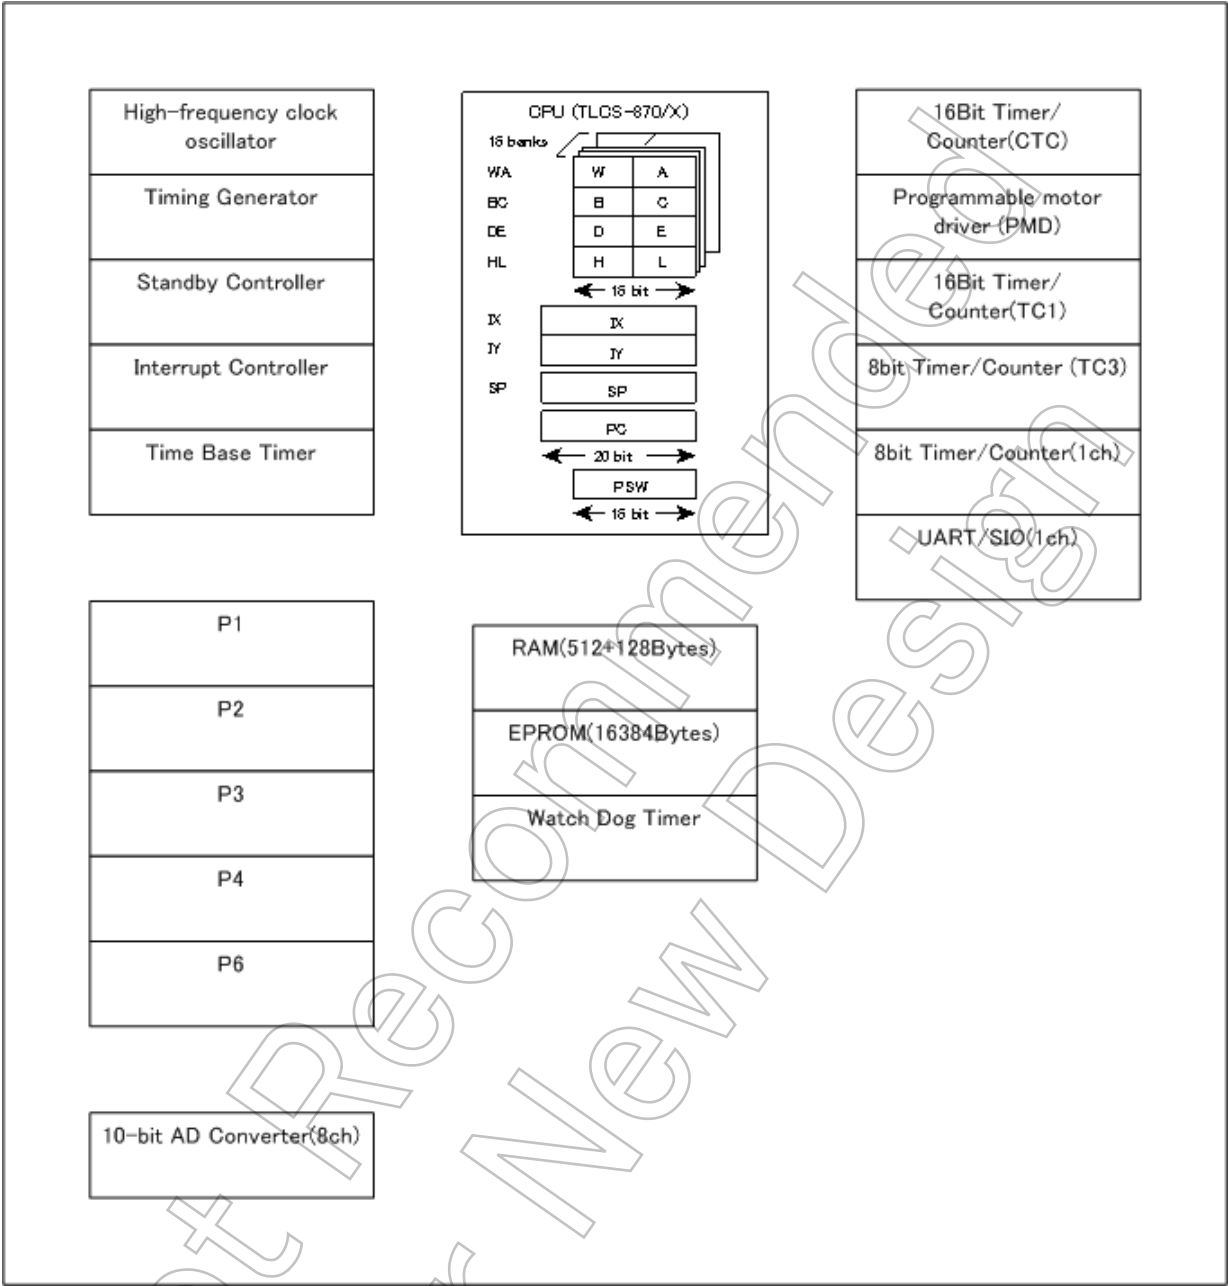 High-frequency clock
oscillator
Timing Generator
Standby Controller
Interrupt Controller
Time Base Timer
CPU (TLCS-870/X)
16 banks
WA
W A
BC
B C
DE
D E
HL
H L
16 bit
IX
IX
IY
IY
SP
SP
PC
20 bit
PSW
16 bit
16Bit Timer/
Counter(CTC)
Programmable motor
driver (PMD)
16Bit Timer/
Counter(TC1)
8bit Timer/Counter (TC3)
8bit Timer/Counter(1ch)
UART/SIO(1ch)
P1
P2
P3
P4
P6
RAM(512+128Bytes)
EPROM(16384Bytes)
Watch Dog Timer
10-bit AD Converter(8ch)
Recommended
New Design